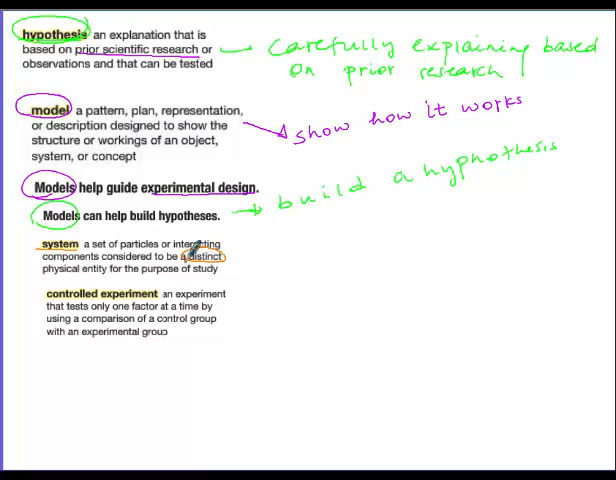 hypothesis an explanation that is
based on prior scientific research or
observations and that can be tested
Carefully explaining based
on prior research
model a pattern, plan, representation,
or description designed to show the
structure or workings of an object,
system, or concept
show how it works
Models help guide experimental design.
Models can help build hypotheses.
build a hyphothesis
system a set of particles or interacting
components considered to be a distinct
physical entity for the purpose of study
controlled experiment an experiment
that tests only one factor at a time by
using a comparison of a control group
with an experimental group